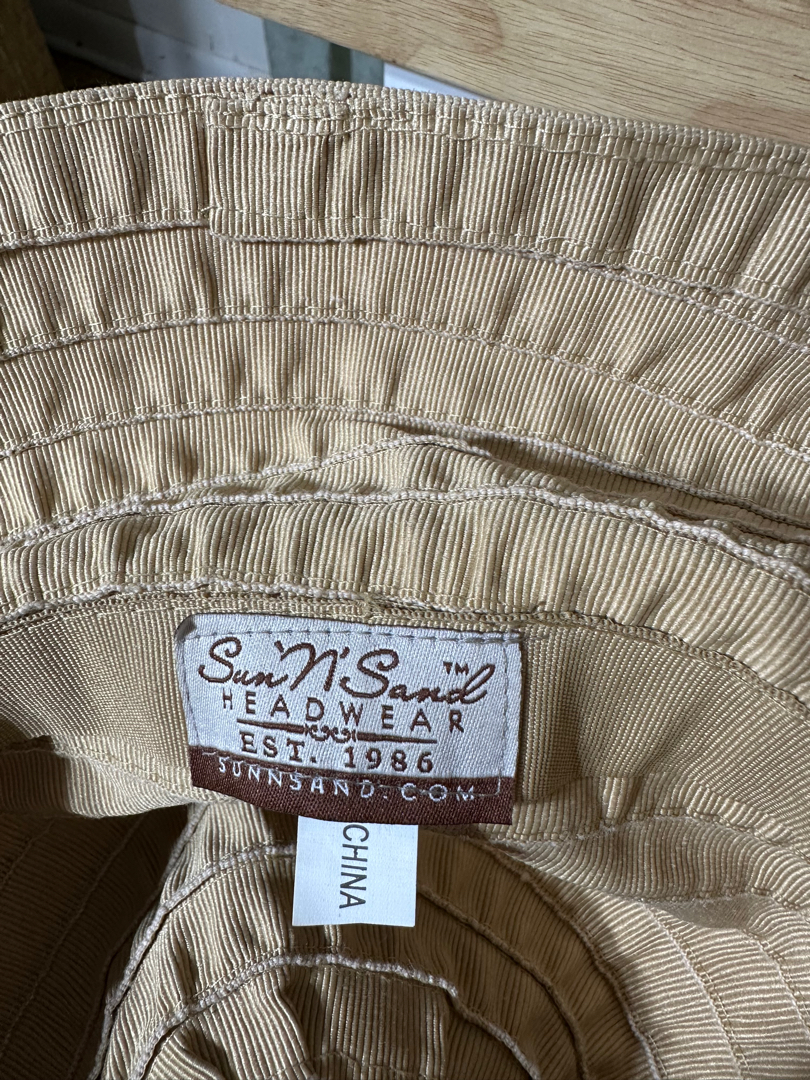 Sun 'N' Sand™
HEADWEAR
EST. 1986
SUNNSAND.COM
CHINA